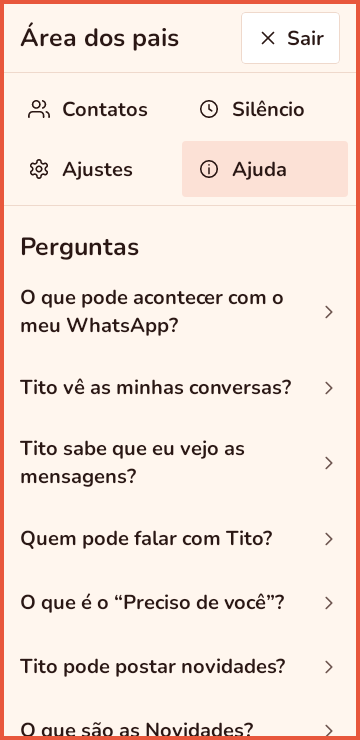 Área dos pais
Sair
Contatos
Silêncio
Ajustes
Ajuda
Perguntas
O que pode acontecer com o
meu WhatsApp?
Tito vê as minhas conversas?
Tito sabe que eu vejo as
mensagens?
Quem pode falar com Tito?
O que é o “Preciso de você”?
Tito pode postar novidades?
O que são as Novidades?